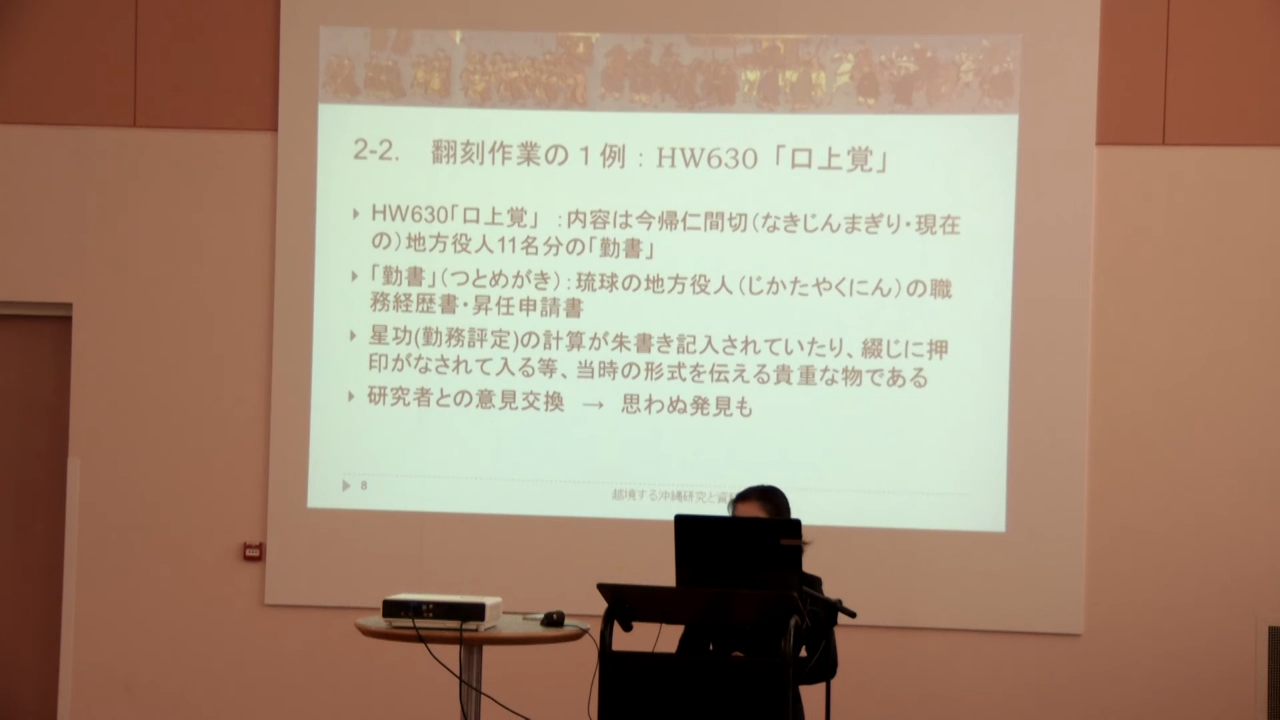 2-2. 翻刻作業の1例：HW630「口上覚」
HW630「口上覚」：内容は今帰仁間切（なきじんまぎり・現在
の）地方役人11名分の「勤書」
「勤書」（つとめがき）：琉球の地方役人（じかたやくにん）の職
務経歴書・昇任申請書
星功(勤務評定)の計算が朱書き記入されていたり、綴じに押
印がなされて入る等、当時の形式を伝える貴重な物である
研究者との意見交換 → 思わぬ発見も
8
越境する沖縄研究と資